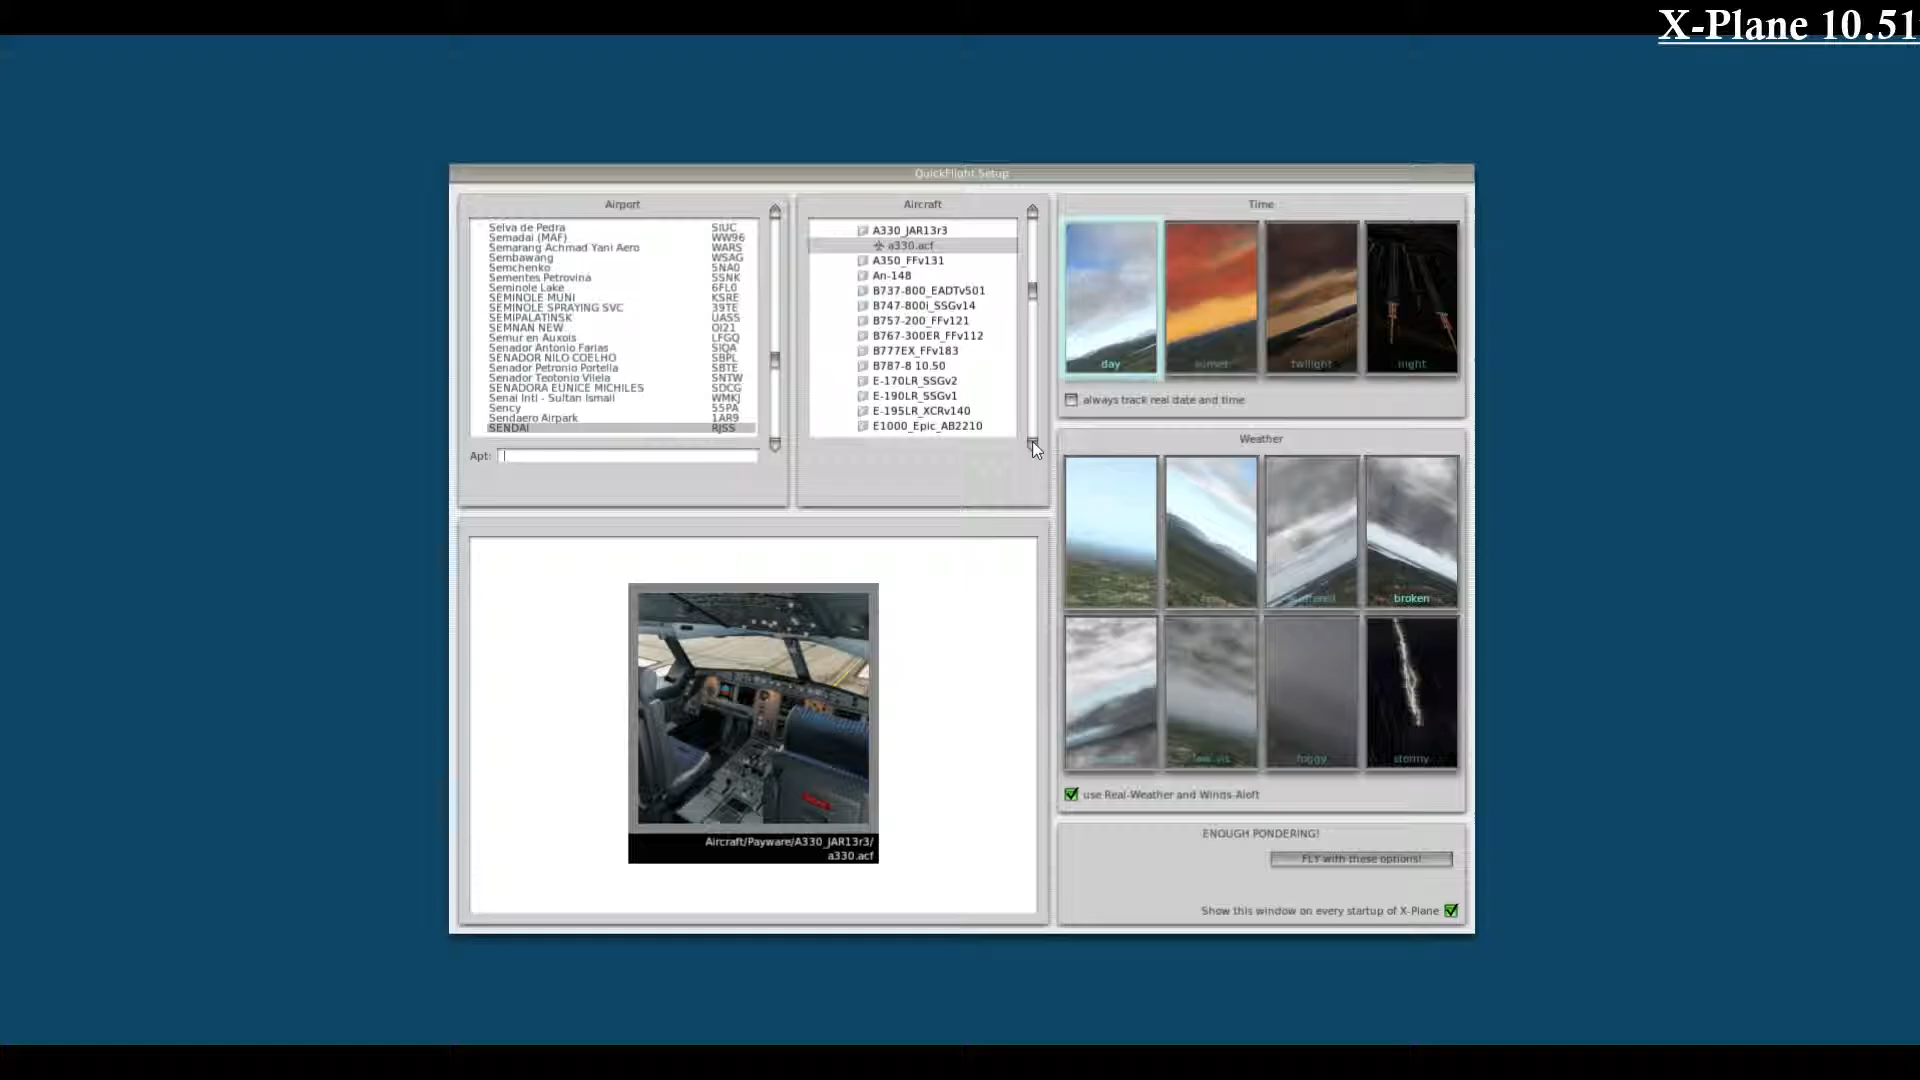 X-Plane 10.51
QuickFlight Setup
Airport
Selva de Pedra SIUC
Semadai (MAF) WW96
Semarang Achmad Yani Aero WARS
Sembawang WSAG
Semchenko 5NA0
Sementes Petrovina SSNK
Seminole Lake 6FL0
SEMINOLE MUNI KSRE
SEMINOLE SPRAYING SVC 39TE
SEMIPALATINSK UASS
SEMNAN NEW OI21
Semur en Auxois LFGQ
Senador Antonio Farias SIQA
SENADOR NILO COELHO SBPL
Senador Petronio Portella SBTE
Senador Teotonio Vilela SNTW
SENADORA EUNICE MICHILES SDCG
Senai Intl - Sultan Ismail WMKJ
Sency 55PA
Sendaero Airpark 1AR9
SENDAI RJSS
Apt:
Aircraft
A330_JAR13r3
a330.acf
A350_FFv131
An-148
B737-800_EADTv501
B747-800i_SSGv14
B757-200_FFv121
B767-300ER_FFv112
B777EX_FFv183
B787-8 10.50
E-170LR_SSGv2
E-190LR_SSGv1
E-195LR_XCRv140
E1000_Epic_AB2210
Aircraft/Payware/A330_JAR13r3/
a330.acf
Time
day sunset twilight night
always track real date and time
Weather
broken
low-vis foggy stormy
use Real-Weather and Winds-Aloft
ENOUGH PONDERING!
FLY with these options!
Show this window on every startup of X-Plane